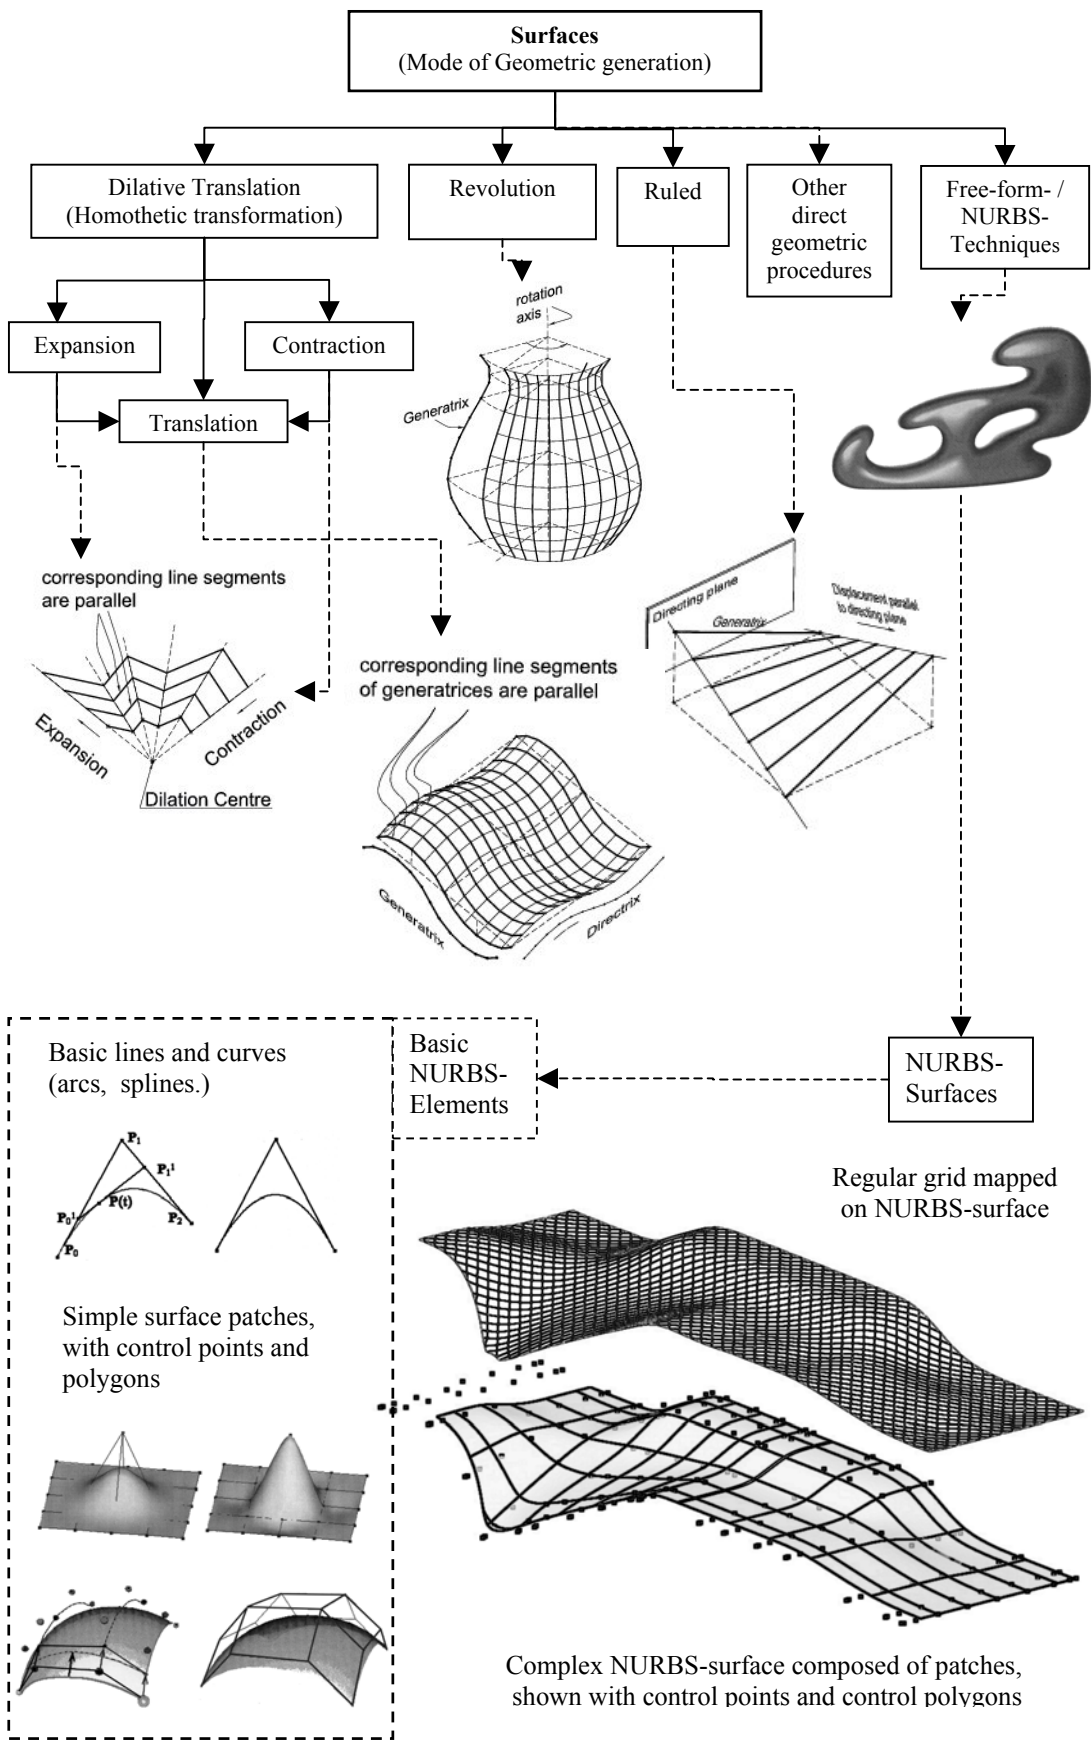 Surfaces
(Mode of Geometric generation)
Dilative Translation
(Homothetic transformation)
Revolution
Ruled
Other
direct
geometric
procedures
Free-form- /
NURBS-
Techniques
Expansion
Contraction
Translation
rotation
axis
Generatrix
corresponding line segments
are parallel
Expansion
Contraction
Dilation Centre
corresponding line segments
of generatrices are parallel
Generatrix
Directrix
Directing plane
Generatrix
Displacement parallel
to directing plane
Basic lines and curves
(arcs, splines.)
Basic
NURBS-
Elements
NURBS-
Surfaces
P₁
P₁¹
P(t)
P₀¹
P₂
P₀
Regular grid mapped
on NURBS-surface
Simple surface patches,
with control points and
polygons
Complex NURBS-surface composed of patches,
shown with control points and control polygons